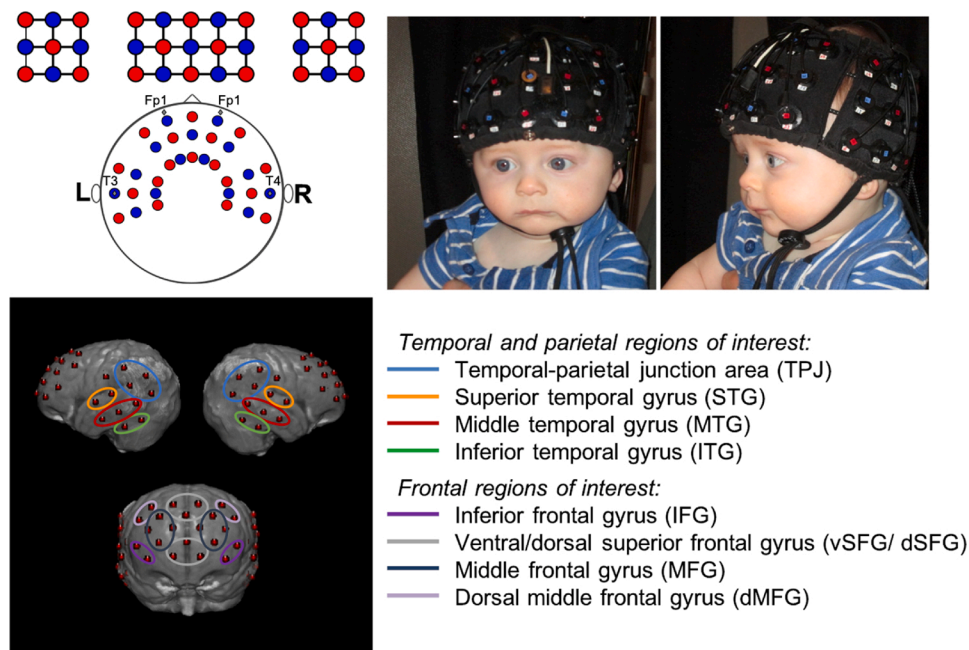 Fp1 Fp1
T3 T4
L R
Temporal and parietal regions of interest:
Temporal-parietal junction area (TPJ)
Superior temporal gyrus (STG)
Middle temporal gyrus (MTG)
Inferior temporal gyrus (ITG)
Frontal regions of interest:
Inferior frontal gyrus (IFG)
Ventral/dorsal superior frontal gyrus (vSFG/ dSFG)
Middle frontal gyrus (MFG)
Dorsal middle frontal gyrus (dMFG)